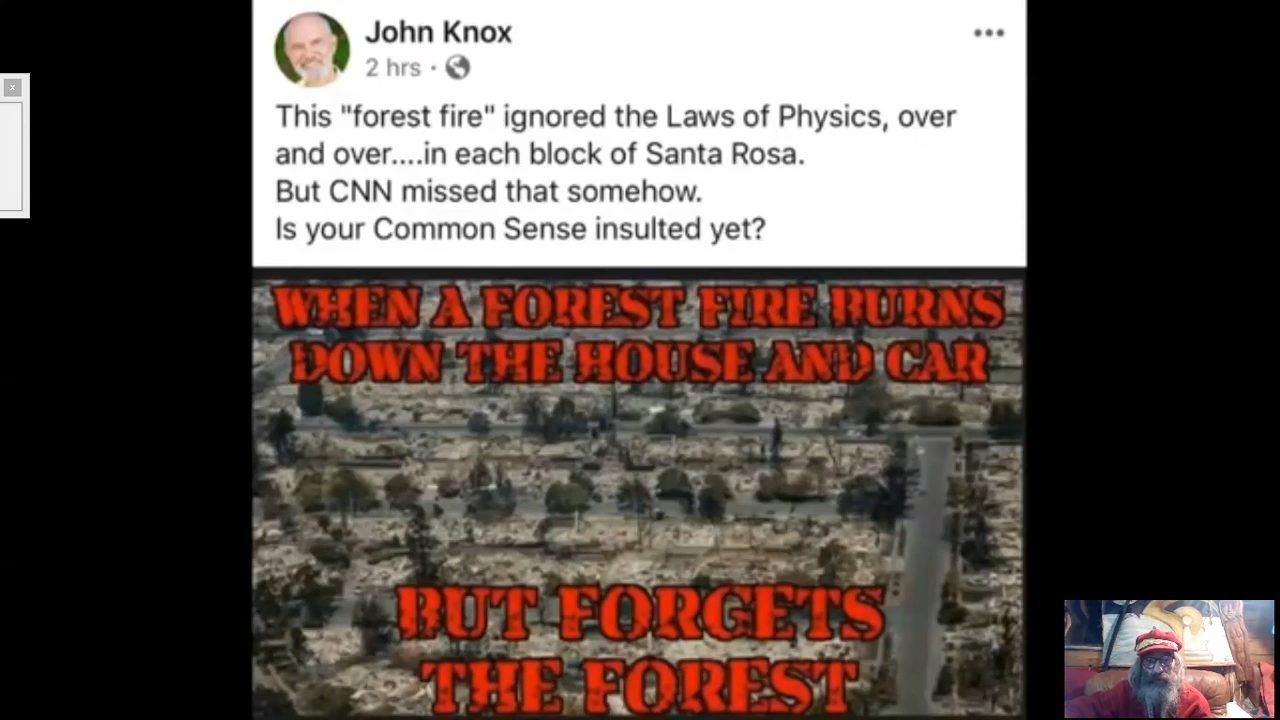 x
John Knox
2 hrs ·
This "forest fire" ignored the Laws of Physics, over
and over....in each block of Santa Rosa.
But CNN missed that somehow.
Is your Common Sense insulted yet?
WHEN A FOREST FIRE BURNS
DOWN THE HOUSE AND CAR
BUT FORGETS
THE FOREST